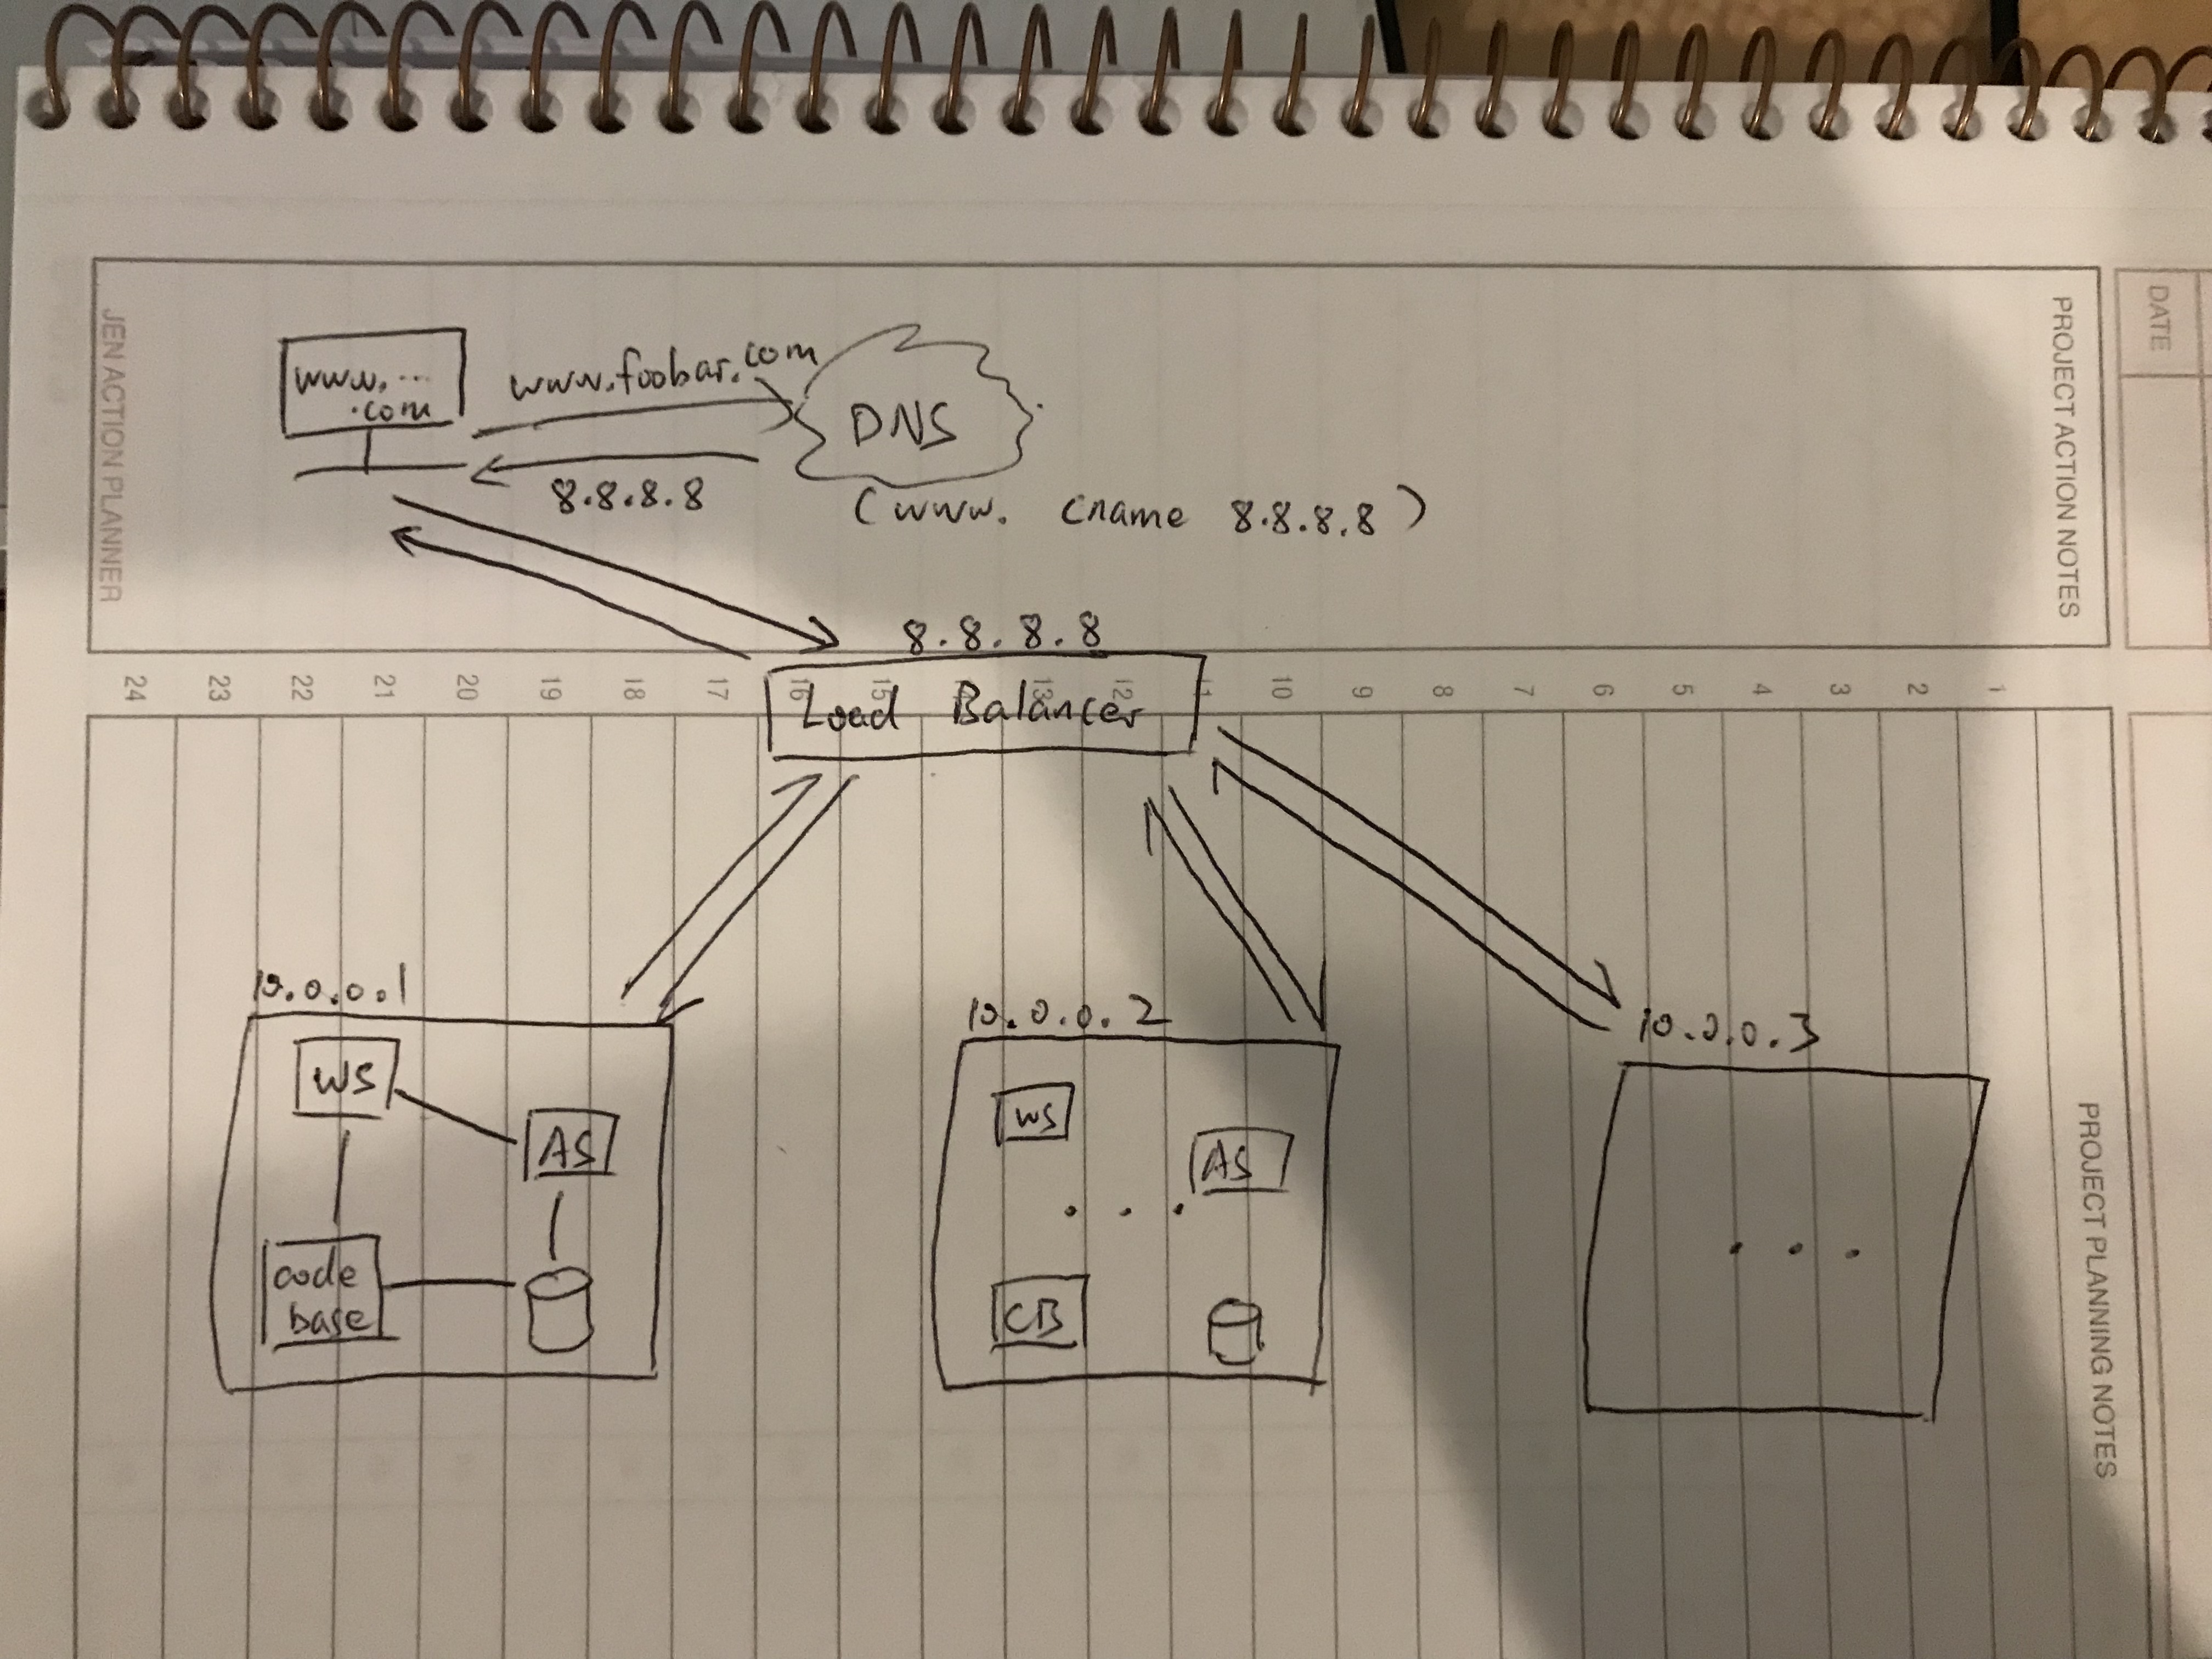 JEN ACTION PLANNER
PROJECT ACTION NOTES
DATE
www. ...
.com
www.foobar.com
DNS
8.8.8.8
(www. cname 8.8.8.8)
8.8.8.8
24 23 22 21 20 19 18 17 16 15 14 13 12 11 10 9 8 7 6 5 4 3 2 1
Load Balancer
10.0.0.1
10.0.0.2
10.0.0.3
WS
AS
code
base
WS
AS
. . .
CB
. . .
PROJECT PLANNING NOTES